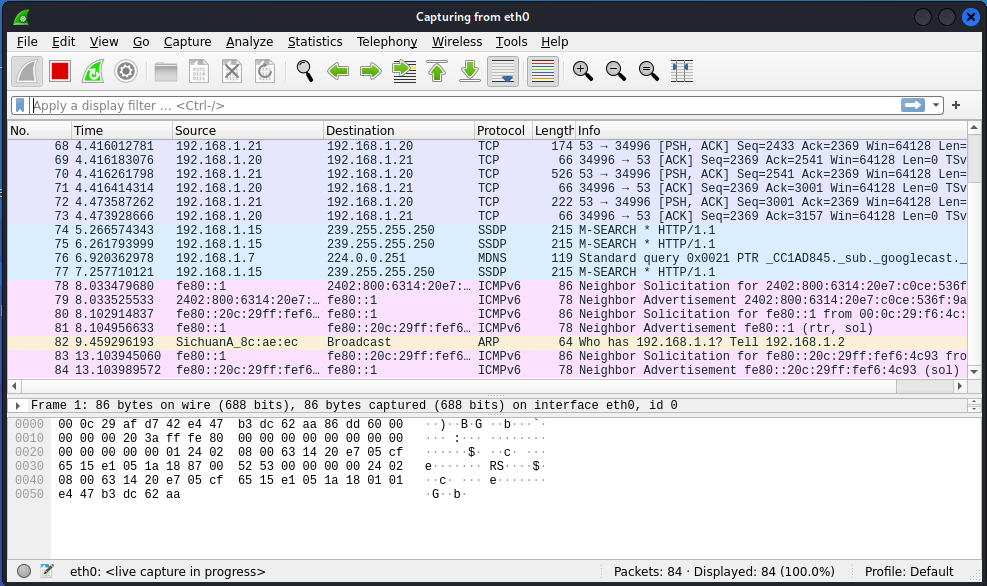 Capturing from eth0
File Edit View Go Capture Analyze Statistics Telephony Wireless Tools Help
Apply a display filter ... <Ctrl-/>
No. Time Source Destination Protocol Length Info
68 4.416012781 192.168.1.21 192.168.1.20 TCP 174 53 → 34996 [PSH, ACK] Seq=2433 Ack=2369 Win=64128 Len=
69 4.416183076 192.168.1.20 192.168.1.21 TCP 66 34996 → 53 [ACK] Seq=2369 Ack=2541 Win=64128 Len=0 TSv
70 4.416261798 192.168.1.21 192.168.1.20 TCP 526 53 → 34996 [PSH, ACK] Seq=2541 Ack=2369 Win=64128 Len=
71 4.416414314 192.168.1.20 192.168.1.21 TCP 66 34996 → 53 [ACK] Seq=2369 Ack=3001 Win=64128 Len=0 TSv
72 4.473587262 192.168.1.21 192.168.1.20 TCP 222 53 → 34996 [PSH, ACK] Seq=3001 Ack=2369 Win=64128 Len=
73 4.473928666 192.168.1.20 192.168.1.21 TCP 66 34996 → 53 [ACK] Seq=2369 Ack=3157 Win=64128 Len=0 TSv
74 5.266574343 192.168.1.15 239.255.255.250 SSDP 215 M-SEARCH * HTTP/1.1
75 6.261793999 192.168.1.15 239.255.255.250 SSDP 215 M-SEARCH * HTTP/1.1
76 6.920362978 192.168.1.7 224.0.0.251 MDNS 119 Standard query 0x0021 PTR _CC1AD845._sub._googlecast._
77 7.257710121 192.168.1.15 239.255.255.250 SSDP 215 M-SEARCH * HTTP/1.1
78 8.033479680 fe80::1 2402:800:6314:20e7:… ICMPv6 86 Neighbor Solicitation for 2402:800:6314:20e7:c0ce:536f
79 8.033525533 2402:800:6314:20e7:… fe80::1 ICMPv6 78 Neighbor Advertisement 2402:800:6314:20e7:c0ce:536f:9a
80 8.102914837 fe80::20c:29ff:fef6… fe80::1 ICMPv6 86 Neighbor Solicitation for fe80::1 from 00:0c:29:f6:4c:
81 8.104956633 fe80::1 fe80::20c:29ff:fef6… ICMPv6 78 Neighbor Advertisement fe80::1 (rtr, sol)
82 9.459296193 SichuanA_8c:ae:ec Broadcast ARP 64 Who has 192.168.1.1? Tell 192.168.1.2
83 13.103945060 fe80::1 fe80::20c:29ff:fef6… ICMPv6 86 Neighbor Solicitation for fe80::20c:29ff:fef6:4c93 fro
84 13.103989572 fe80::20c:29ff:fef6… fe80::1 ICMPv6 78 Neighbor Advertisement fe80::20c:29ff:fef6:4c93 (sol)
Frame 1: 86 bytes on wire (688 bits), 86 bytes captured (688 bits) on interface eth0, id 0
0000 00 0c 29 af d7 42 e4 47 b3 dc 62 aa 86 dd 60 00 ··)··B·G ··b···`·
0010 00 00 00 20 3a ff fe 80 00 00 00 00 00 00 00 00 ··· :··· ········
0020 00 00 00 00 00 01 24 02 08 00 63 14 20 e7 05 cf ······$· ··c· ···
0030 65 15 e1 05 1a 18 87 00 52 53 00 00 00 00 24 02 e······· RS····$·
0040 08 00 63 14 20 e7 05 cf 65 15 e1 05 1a 18 01 01 ··c· ··· e·······
0050 e4 47 b3 dc 62 aa ·G··b·
eth0: <live capture in progress> Packets: 84 · Displayed: 84 (100.0%) Profile: Default